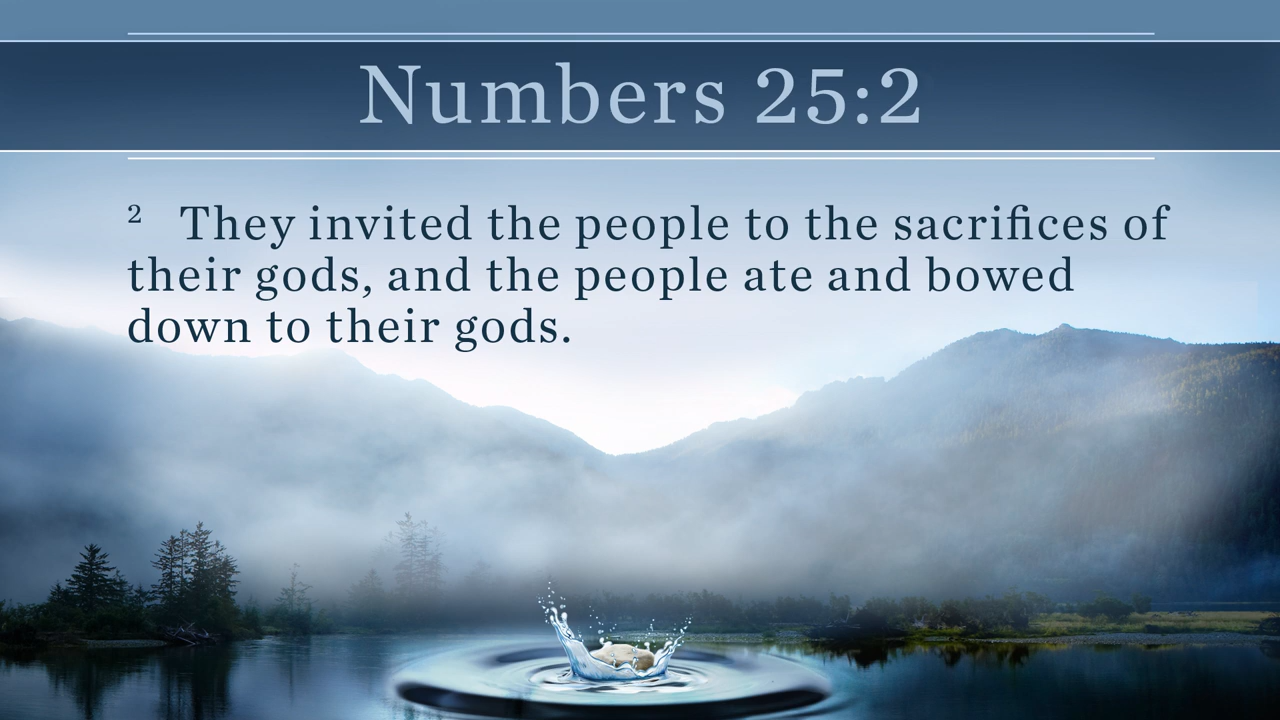 Numbers 25:2
² They invited the people to the sacrifices of
their gods, and the people ate and bowed
down to their gods.